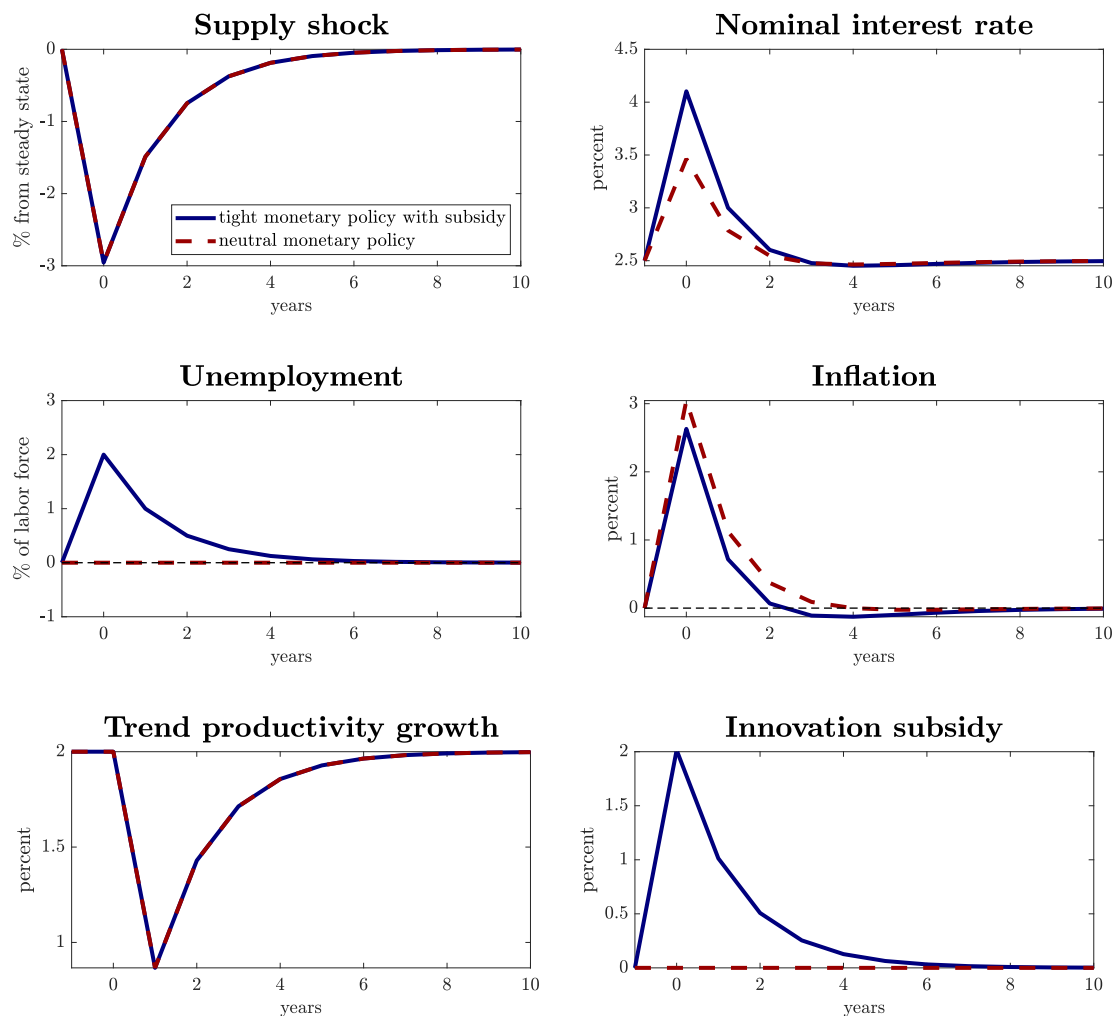 Supply shock
0
-1
-2
-3
% from steady state
tight monetary policy with subsidy
neutral monetary policy
0 2 4 6 8 10
years
Nominal interest rate
4.5
4
3.5
3
2.5
percent
0 2 4 6 8 10
years
Unemployment
3
2
1
0
-1
% of labor force
0 2 4 6 8 10
years
Inflation
3
2
1
0
percent
0 2 4 6 8 10
years
Trend productivity growth
2
1.5
1
percent
0 2 4 6 8 10
years
Innovation subsidy
2
1.5
1
0.5
0
percent
0 2 4 6 8 10
years